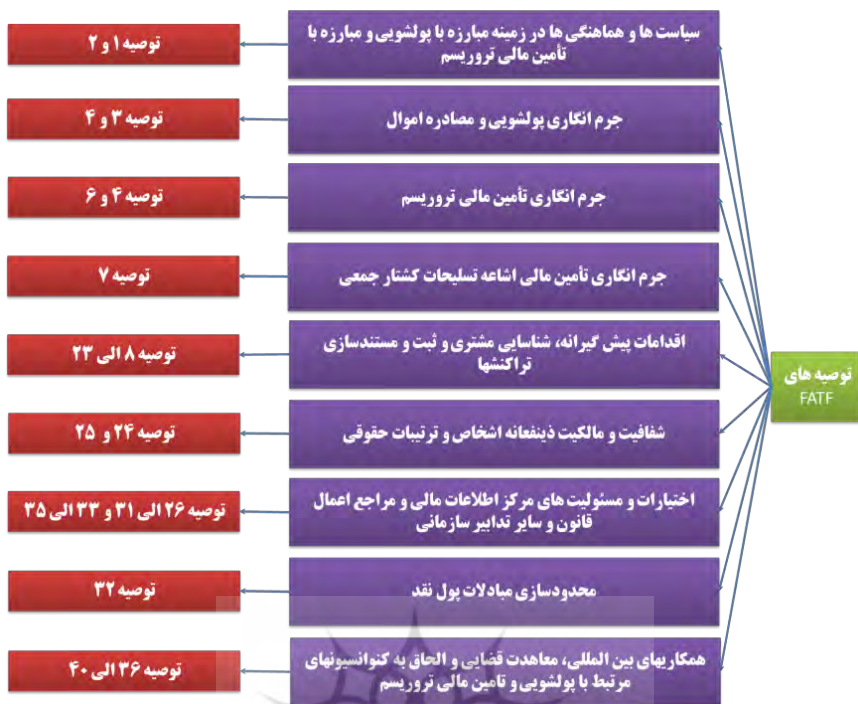 توصیه های
FATF
سیاست ها و هماهنگی ها در زمینه مبارزه با پولشویی و مبارزه با
تأمین مالی تروریسم
توصیه ۱ و ۲
جرم انگاری پولشویی و مصادره اموال
توصیه ۳ و ۴
جرم انگاری تأمین مالی تروریسم
توصیه ۴ و ۶
جرم انگاری تأمین مالی اشاعه تسلیحات کشتار جمعی
توصیه ۷
اقدامات پیش گیرانه، شناسایی مشتری و ثبت و مستندسازی
تراکنشها
توصیه ۸ الی ۲۳
شفافیت و مالکیت ذینفعانه اشخاص و ترتیبات حقوقی
توصیه ۲۴ و ۲۵
اختیارات و مسئولیت های مرکز اطلاعات مالی و مراجع اعمال
قانون و سایر تدابیر سازمانی
توصیه ۲۶ الی ۳۱ و ۳۳ الی ۳۵
محدودسازی مبادلات پول نقد
توصیه ۳۲
همکاریهای بین المللی، معاهدت قضایی و الحاق به کنوانسیونهای
مرتبط با پولشویی و تامین مالی تروریسم
توصیه ۳۶ الی ۴۰